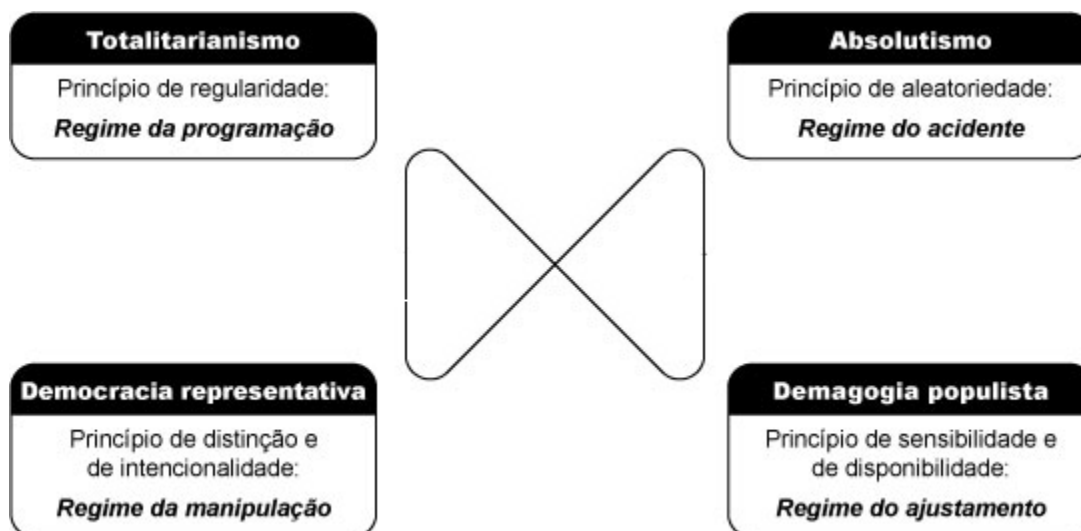 Totalitarianismo
Princípio de regularidade:
Regime da programação
Absolutismo
Princípio de aleatoriedade:
Regime do acidente
Democracia representativa
Princípio de distinção e
de intencionalidade:
Regime da manipulação
Demagogia populista
Princípio de sensibilidade e
de disponibilidade:
Regime do ajustamento